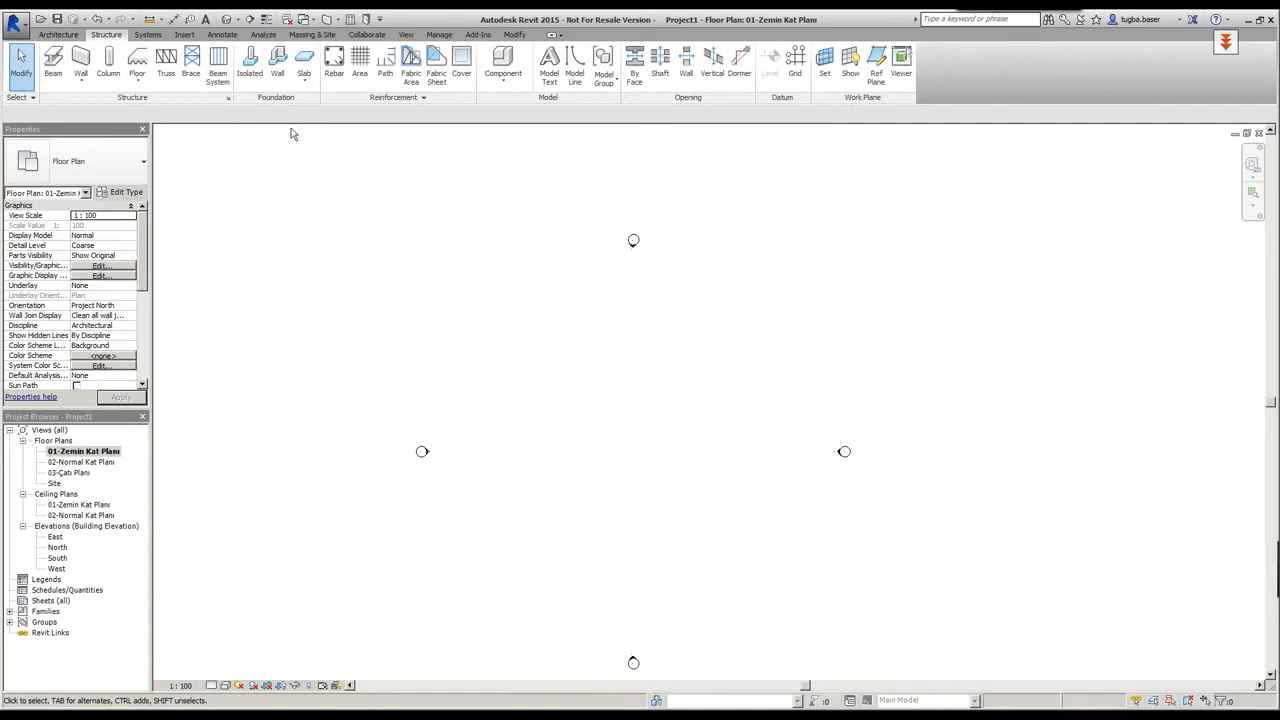 Autodesk Revit 2015 - Not For Resale Version - Project1 - Floor Plan: 01-Zemin Kat Planı
Type a keyword or phrase
tugba.baser
Architecture Structure Systems Insert Annotate Analyze Massing & Site Collaborate View Manage Add-Ins Modify
Modify Beam Wall Column Floor Truss Brace Beam System Isolated Wall Slab Rebar Area Path Fabric Area Fabric Sheet Cover Component Model Text Model Line Model Group By Face Shaft Wall Vertical Dormer Level Grid Set Show Ref Plane Viewer
Select Structure Foundation Reinforcement Model Opening Datum Work Plane
Properties
Floor Plan
Floor Plan: 01-Zemin K Edit Type
Graphics
View Scale 1 : 100
Scale Value 1: 100
Display Model Normal
Detail Level Coarse
Parts Visibility Show Original
Visibility/Graphic... Edit...
Graphic Display ... Edit...
Underlay None
Underlay Orient... Plan
Orientation Project North
Wall Join Display Clean all wall j...
Discipline Architectural
Show Hidden Lines By Discipline
Color Scheme L... Background
Color Scheme <none>
System Color Sc... Edit...
Default Analysis... None
Sun Path
Properties help Apply
Project Browser - Project1
Views (all)
Floor Plans
01-Zemin Kat Planı
02-Normal Kat Planı
03-Çatı Planı
Site
Ceiling Plans
01-Zemin Kat Planı
02-Normal Kat Planı
Elevations (Building Elevation)
East
North
South
West
Legends
Schedules/Quantities
Sheets (all)
Families
Groups
Revit Links
1 : 100
Click to select, TAB for alternates, CTRL adds, SHIFT unselects.
:0
Main Model
:0